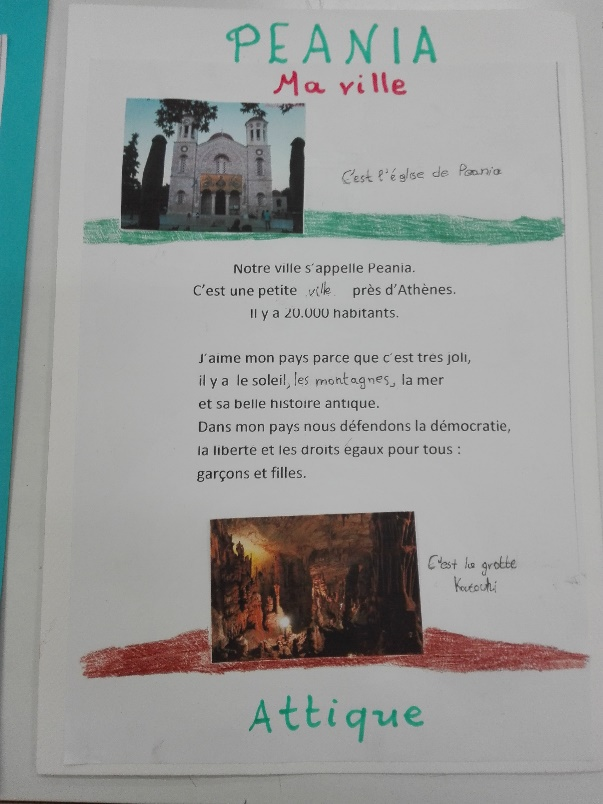 PEANIA
Ma ville
C'est l'église de Peania
Notre ville s'appelle Peania.
C'est une petite ville près d'Athènes.
Il y a 20.000 habitants.
J'aime mon pays parce que c'est tres joli,
il y a le soleil, les montagnes, la mer
et sa belle histoire antique.
Dans mon pays nous défendons la démocratie,
la liberte et les droits égaux pour tous :
garçons et filles.
C'est la grotte
Attique